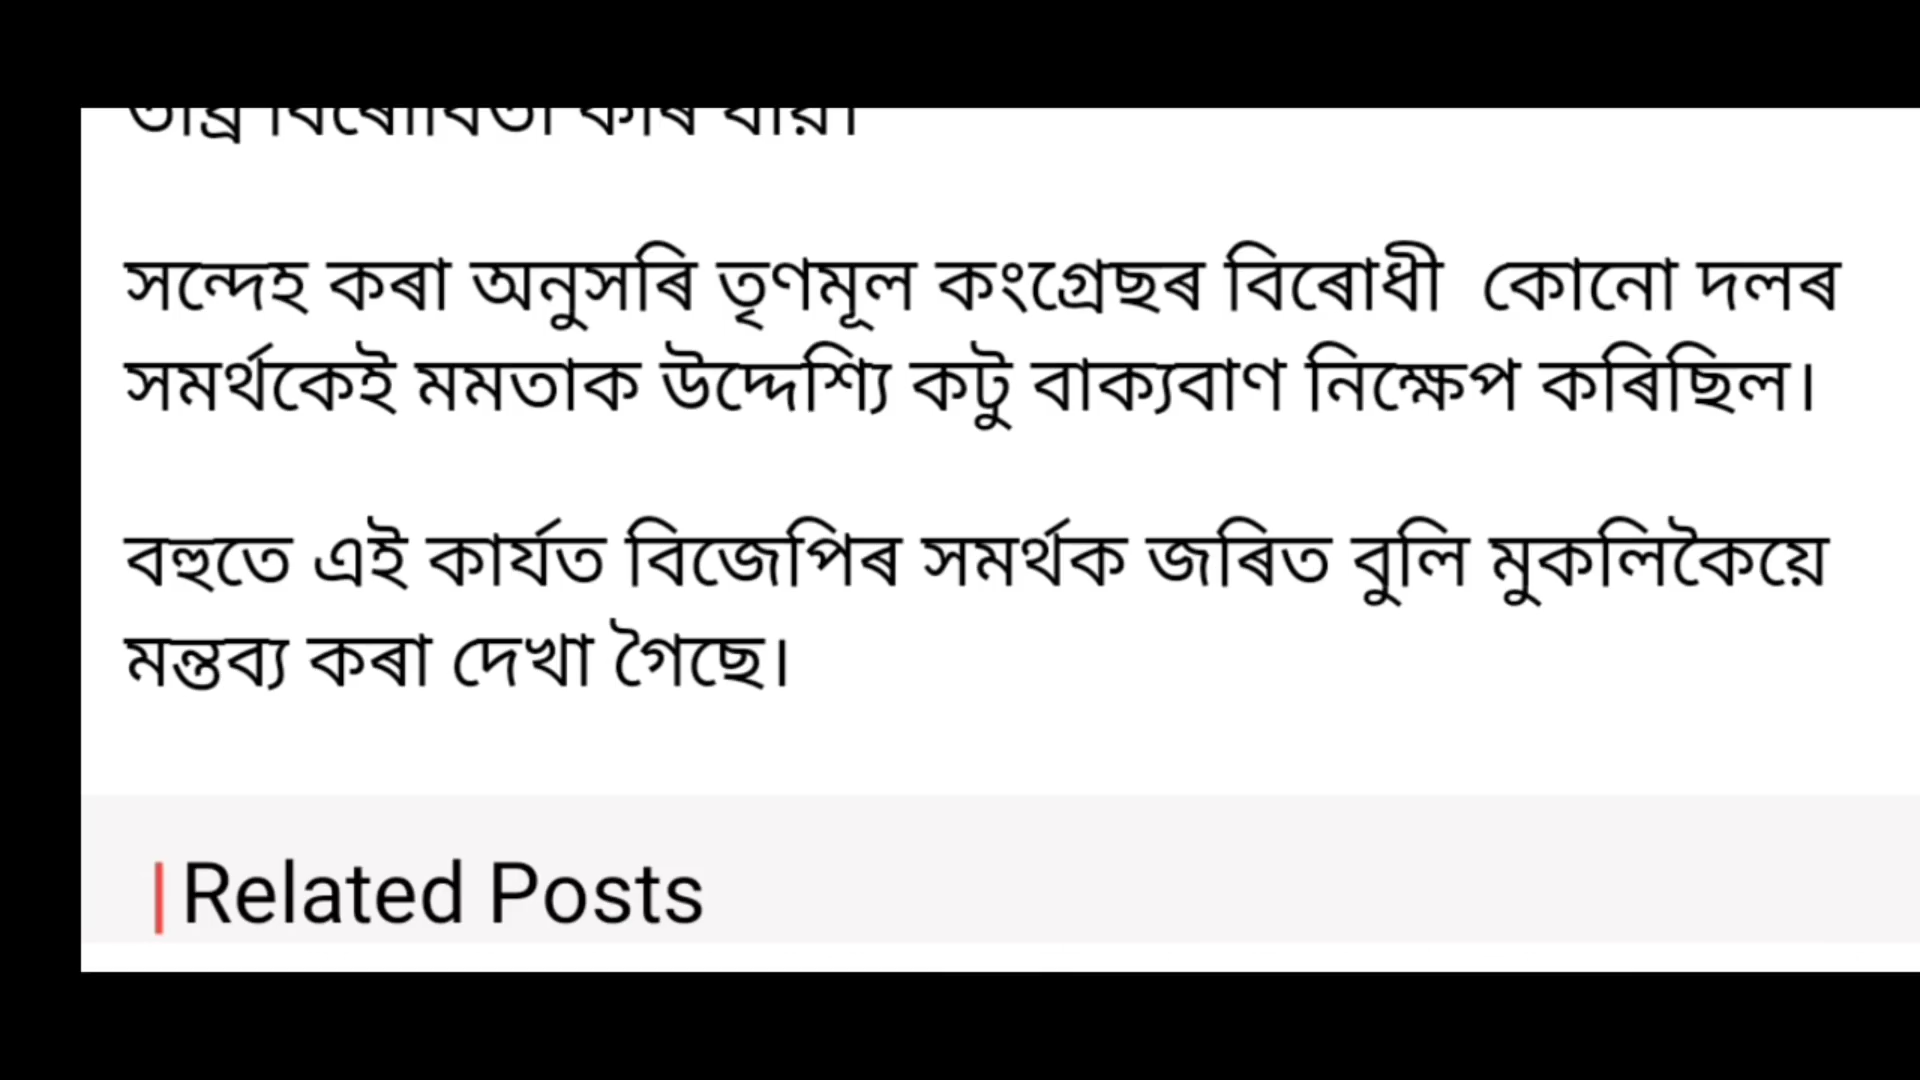 সন্দেহ কৰা অনুসৰি তৃণমূল কংগ্ৰেছৰ বিৰোধী কোনো দলৰ
সমৰ্থকেই মমতাক উদ্দেশ্যি কটু বাক্যবাণ নিক্ষেপ কৰিছিল।
বহুতে এই কাৰ্যত বিজেপিৰ সমৰ্থক জৰিত বুলি মুকলিকৈয়ে
মন্তব্য কৰা দেখা গৈছে।
Related Posts